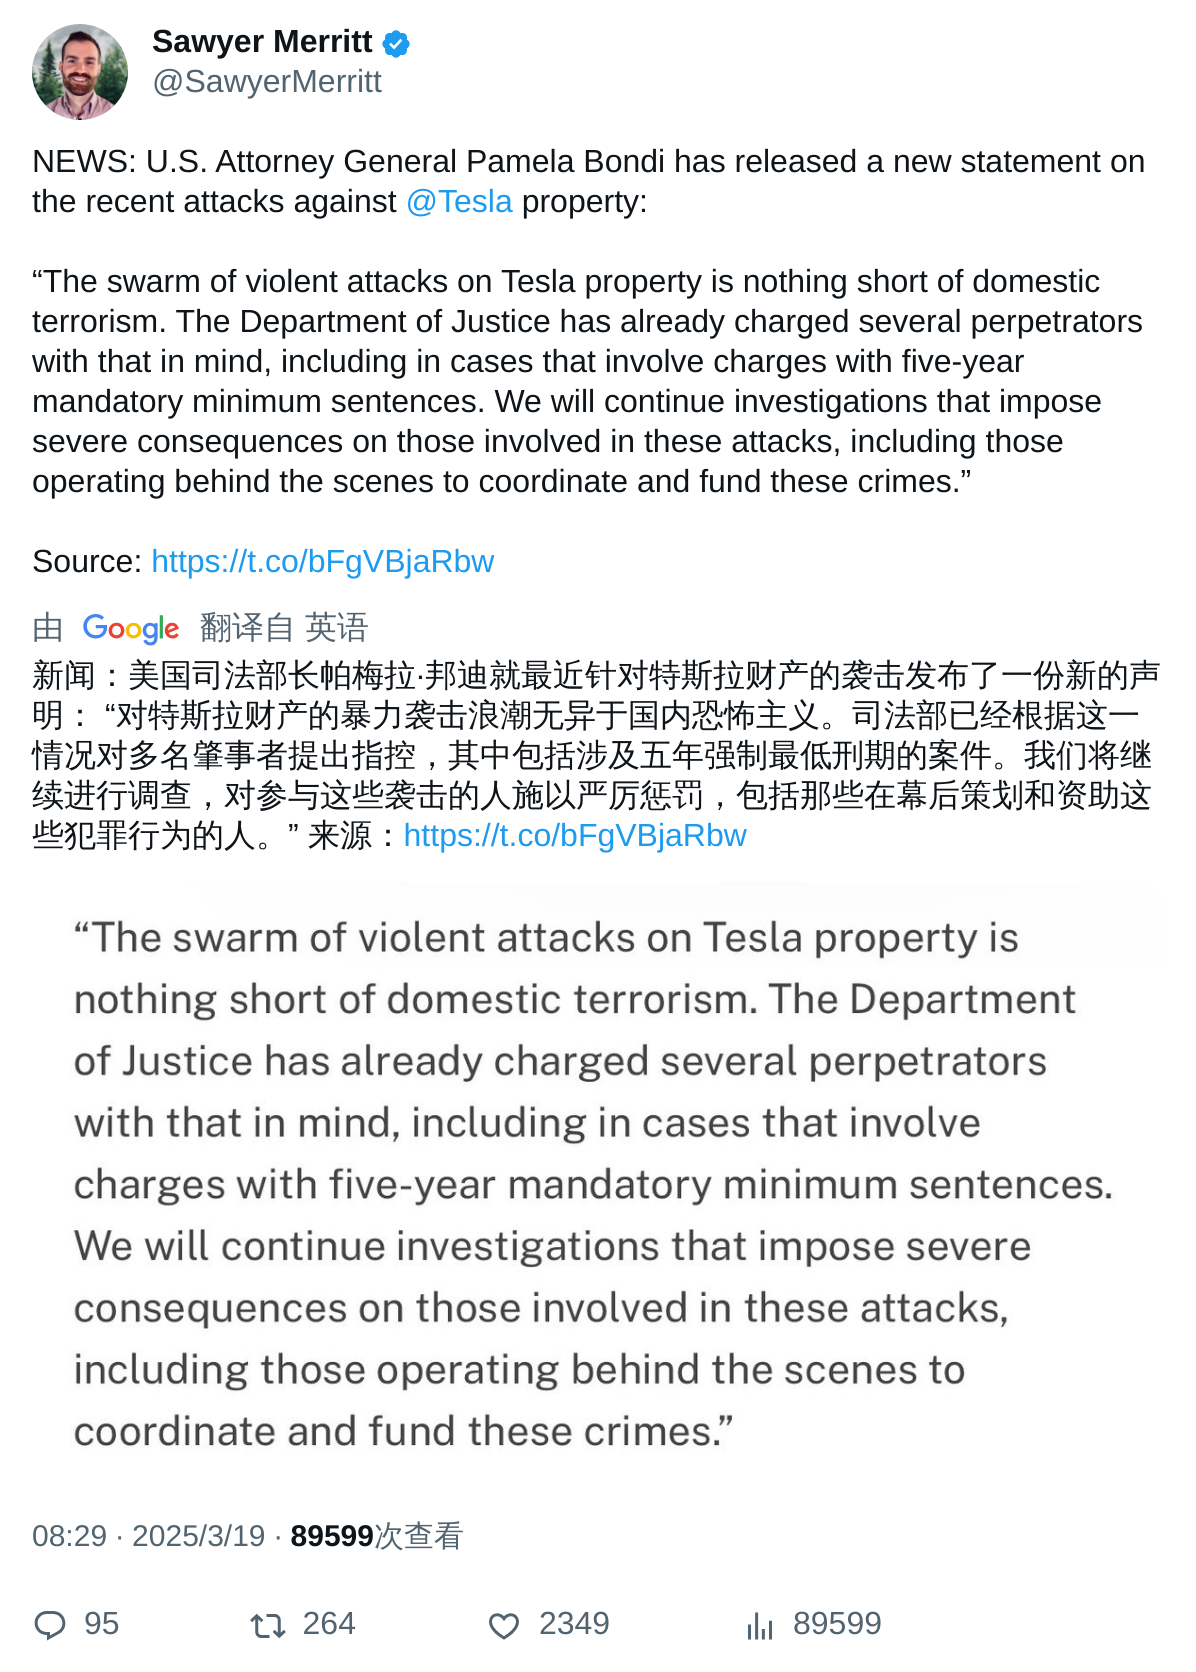 Sawyer Merritt
@SawyerMerritt
NEWS: U.S. Attorney General Pamela Bondi has released a new statement on
the recent attacks against @Tesla property:
“The swarm of violent attacks on Tesla property is nothing short of domestic
terrorism. The Department of Justice has already charged several perpetrators
with that in mind, including in cases that involve charges with five-year
mandatory minimum sentences. We will continue investigations that impose
severe consequences on those involved in these attacks, including those
operating behind the scenes to coordinate and fund these crimes.”
Source: https://t.co/bFgVBjaRbw
由 Google 翻译自 英语
新闻：美国司法部长帕梅拉·邦迪就最近针对特斯拉财产的袭击发布了一份新的声
明： “对特斯拉财产的暴力袭击浪潮无异于国内恐怖主义。司法部已经根据这一
情况对多名肇事者提出指控，其中包括涉及五年强制最低刑期的案件。我们将继
续进行调查，对参与这些袭击的人施以严厉惩罚，包括那些在幕后策划和资助这
些犯罪行为的人。” 来源：https://t.co/bFgVBjaRbw
“The swarm of violent attacks on Tesla property is
nothing short of domestic terrorism. The Department
of Justice has already charged several perpetrators
with that in mind, including in cases that involve
charges with five-year mandatory minimum sentences.
We will continue investigations that impose severe
consequences on those involved in these attacks,
including those operating behind the scenes to
coordinate and fund these crimes.”
08:29 · 2025/3/19 · 89599次查看
95 264 2349 89599